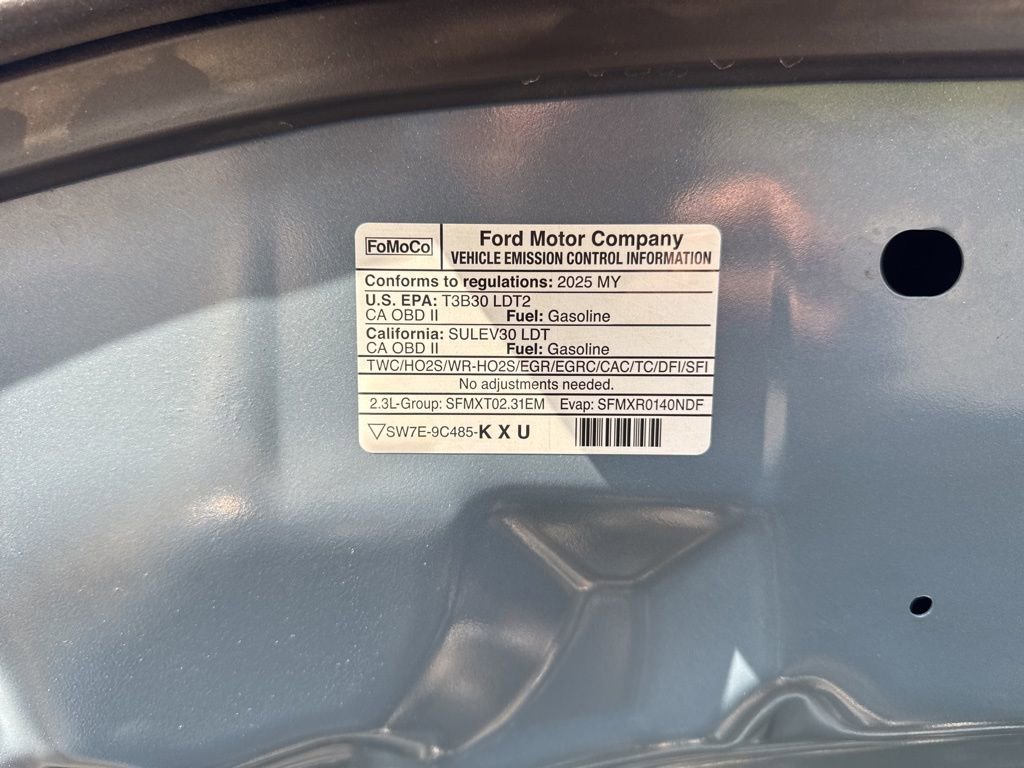 FoMoCo
Ford Motor Company
VEHICLE EMISSION CONTROL INFORMATION
Conforms to regulations: 2025 MY
U.S. EPA: T3B30 LDT2
CA OBD II Fuel: Gasoline
California: SULEV30 LDT
CA OBD II Fuel: Gasoline
TWC/HO2S/WR-HO2S/EGR/EGRC/CAC/TC/DFI/SFI
No adjustments needed.
2.3L-Group: SFMXT02.31EM Evap: SFMXR0140NDF
▽SW7E-9C485-K X U